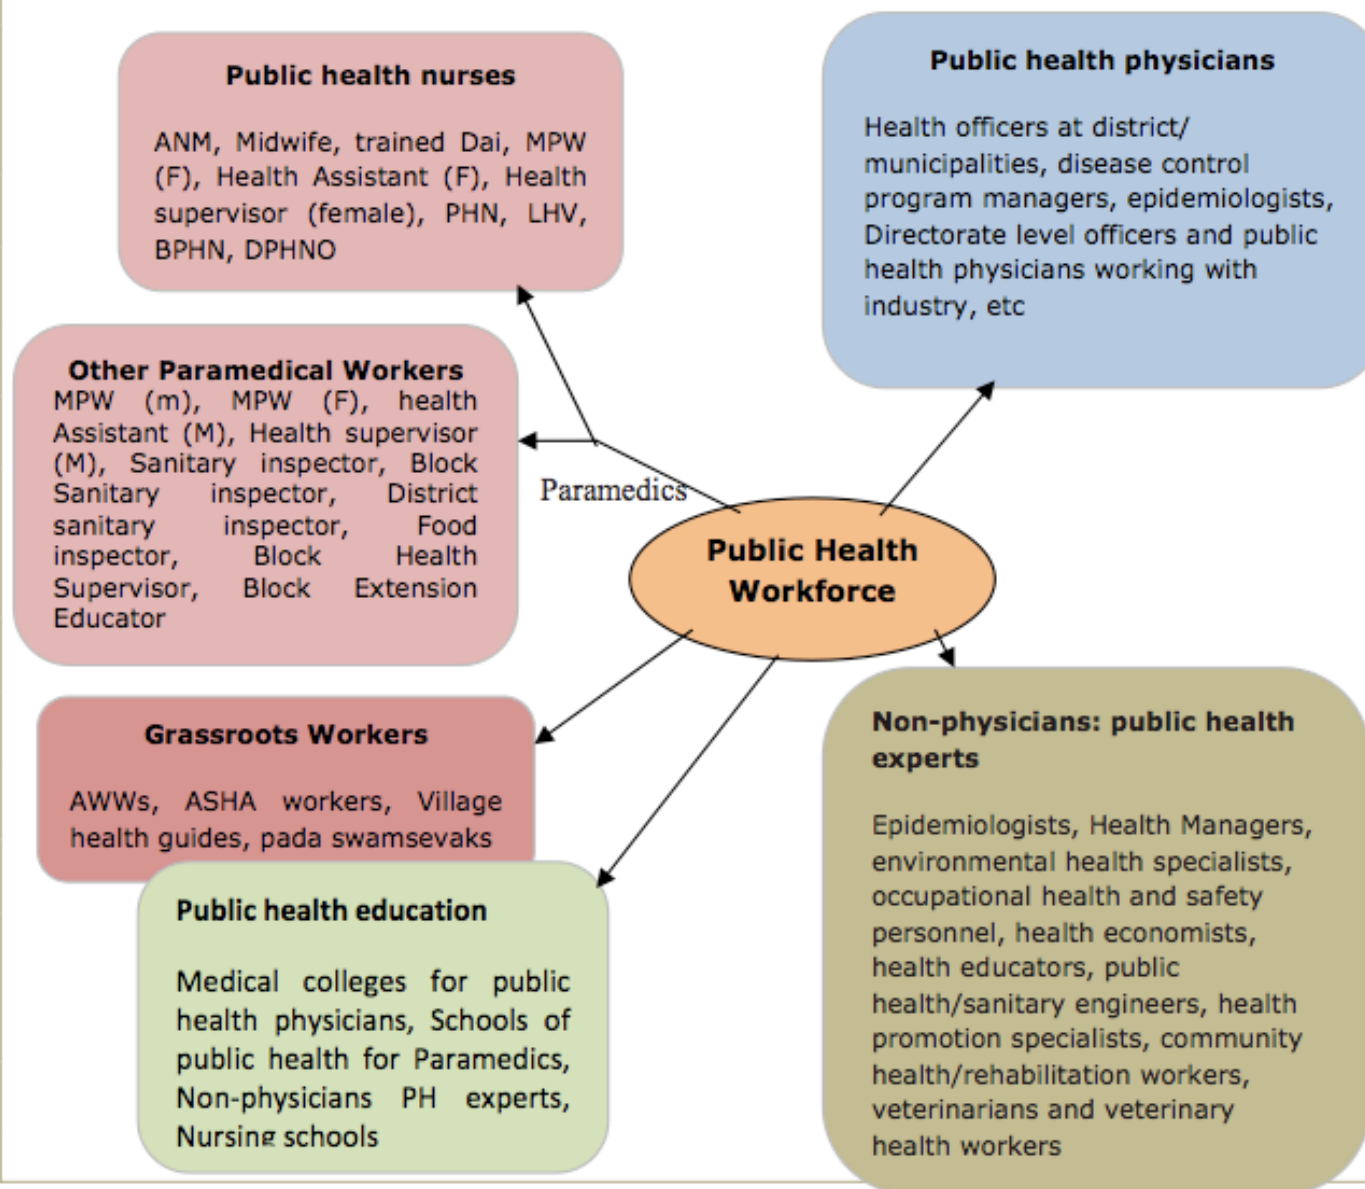 Public health nurses
ANM, Midwife, trained Dai, MPW
(F), Health Assistant (F), Health
supervisor (female), PHN, LHV,
BPHN, DPHNO
Public health physicians
Health officers at district/
municipalities, disease control
program managers, epidemiologists,
Directorate level officers and public
health physicians working with
industry, etc
Other Paramedical Workers
MPW (m), MPW (F), health
Assistant (M), Health supervisor
(M), Sanitary inspector, Block
Sanitary inspector, District
sanitary inspector, Food
inspector, Block Health
Supervisor, Block Extension
Educator
Paramedics
Public Health
Workforce
Grassroots Workers
AWWs, ASHA workers, Village
health guides, pada swamsevaks
Public health education
Medical colleges for public
health physicians, Schools of
public health for Paramedics,
Non-physicians PH experts,
Nursing schools
Non-physicians: public health
experts
Epidemiologists, Health Managers,
environmental health specialists,
occupational health and safety
personnel, health economists,
health educators, public
health/sanitary engineers, health
promotion specialists, community
health/rehabilitation workers,
veterinarians and veterinary
health workers